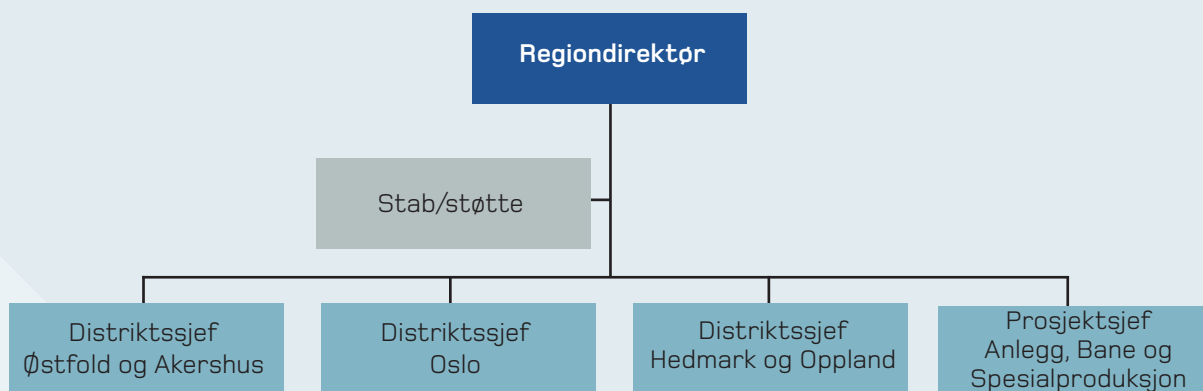 Regiondirektør
Stab/støtte
Distriktssjef
Østfold og Akershus
Distriktssjef
Oslo
Distriktssjef
Hedmark og Oppland
Prosjektsjef
Anlegg, Bane og
Spesialproduksjon